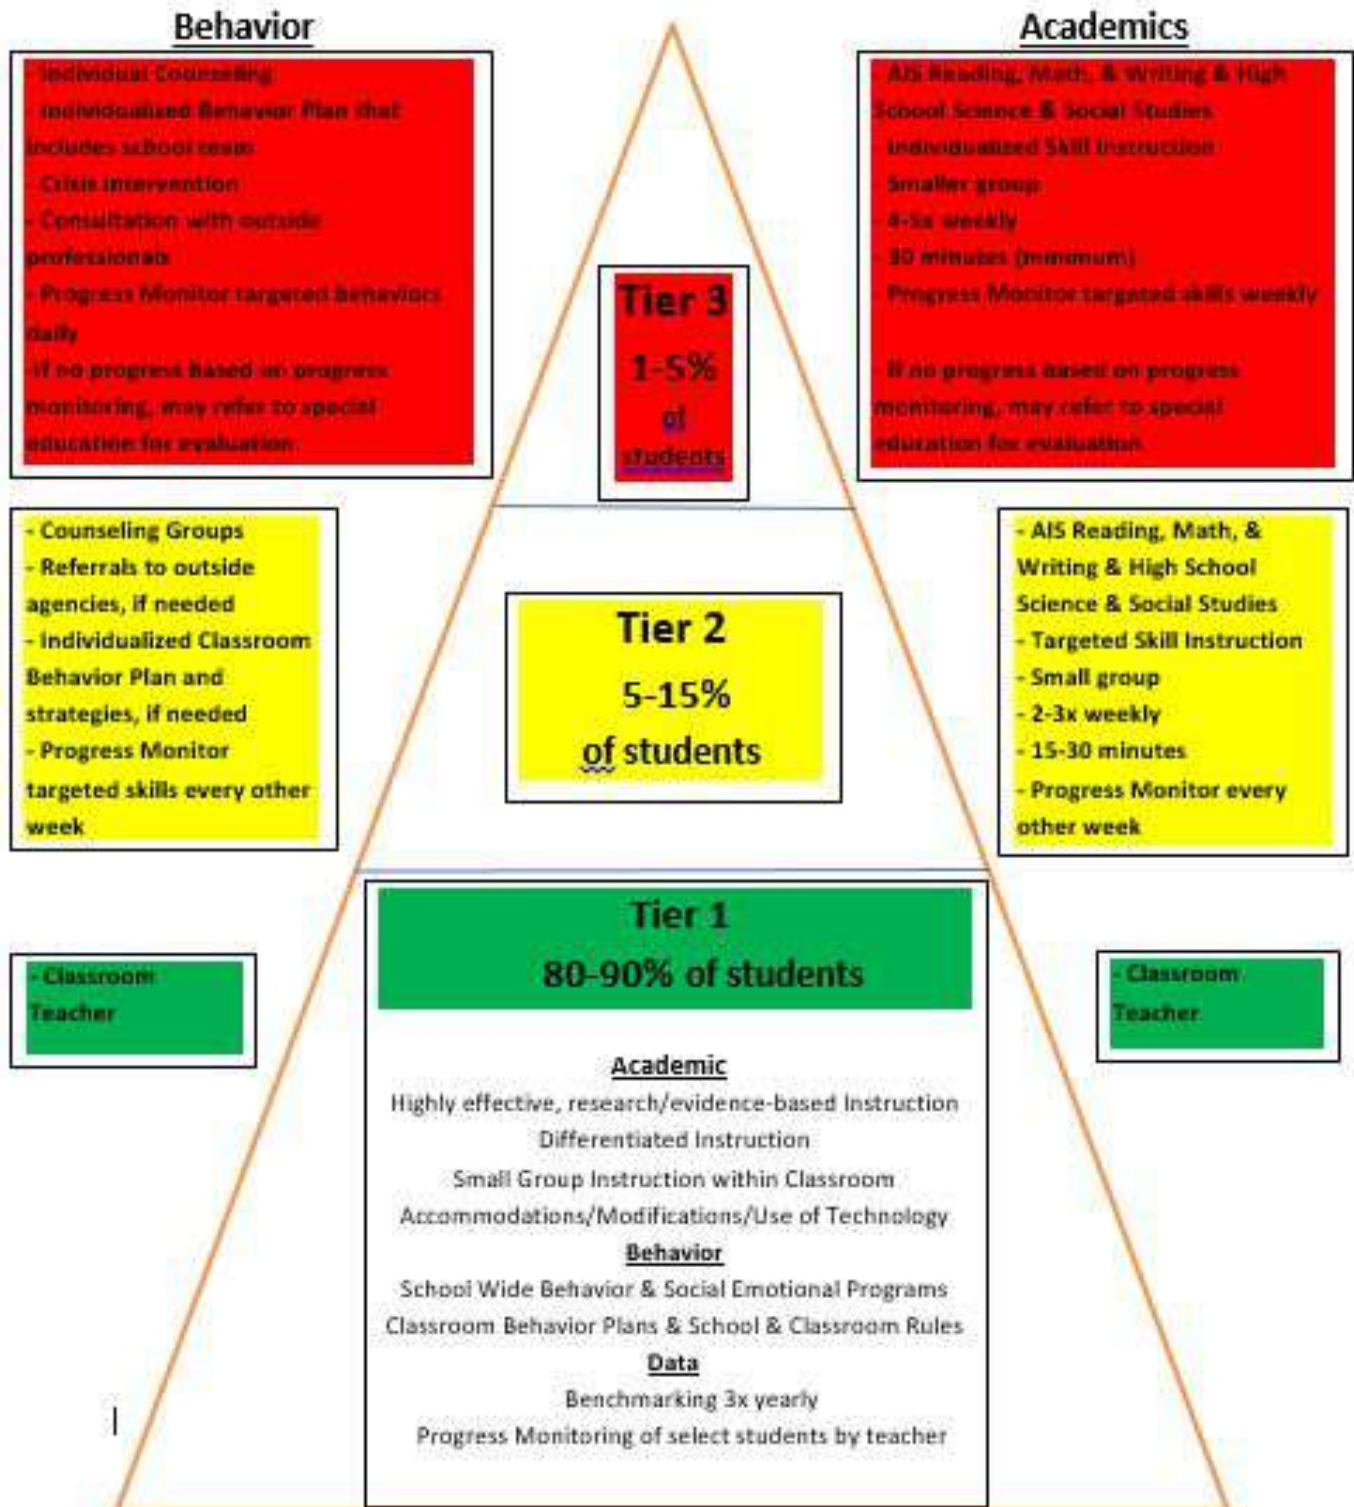 Behavior
- Individual Counseling
- Individualized Behavior Plan that
includes school team
- Crisis Intervention
- Consultation with outside
professionals
- Progress Monitor targeted behaviors
daily
-If no progress based on progress
monitoring, may refer to special
education for evaluation
Academics
- AIS Reading, Math, & Writing & High
School Science & Social Studies
- Individualized Skill Instruction
- Smaller group
- 4-5x weekly
- 30 minutes (minimum)
- Progress Monitor targeted skills weekly
- If no progress based on progress
monitoring, may refer to special
education for evaluation
Tier 3
1-5%
of
students
- Counseling Groups
- Referrals to outside
agencies, if needed
- Individualized Classroom
Behavior Plan and
strategies, if needed
- Progress Monitor
targeted skills every other
week
Tier 2
5-15%
of students
- AIS Reading, Math, &
Writing & High School
Science & Social Studies
- Targeted Skill Instruction
- Small group
- 2-3x weekly
- 15-30 minutes
- Progress Monitor every
other week
- Classroom
Teacher
Tier 1
80-90% of students
- Classroom
Teacher
Academic
Highly effective, research/evidence-based Instruction
Differentiated Instruction
Small Group Instruction within Classroom
Accommodations/Modifications/Use of Technology
Behavior
School Wide Behavior & Social Emotional Programs
Classroom Behavior Plans & School & Classroom Rules
Data
Benchmarking 3x yearly
Progress Monitoring of select students by teacher